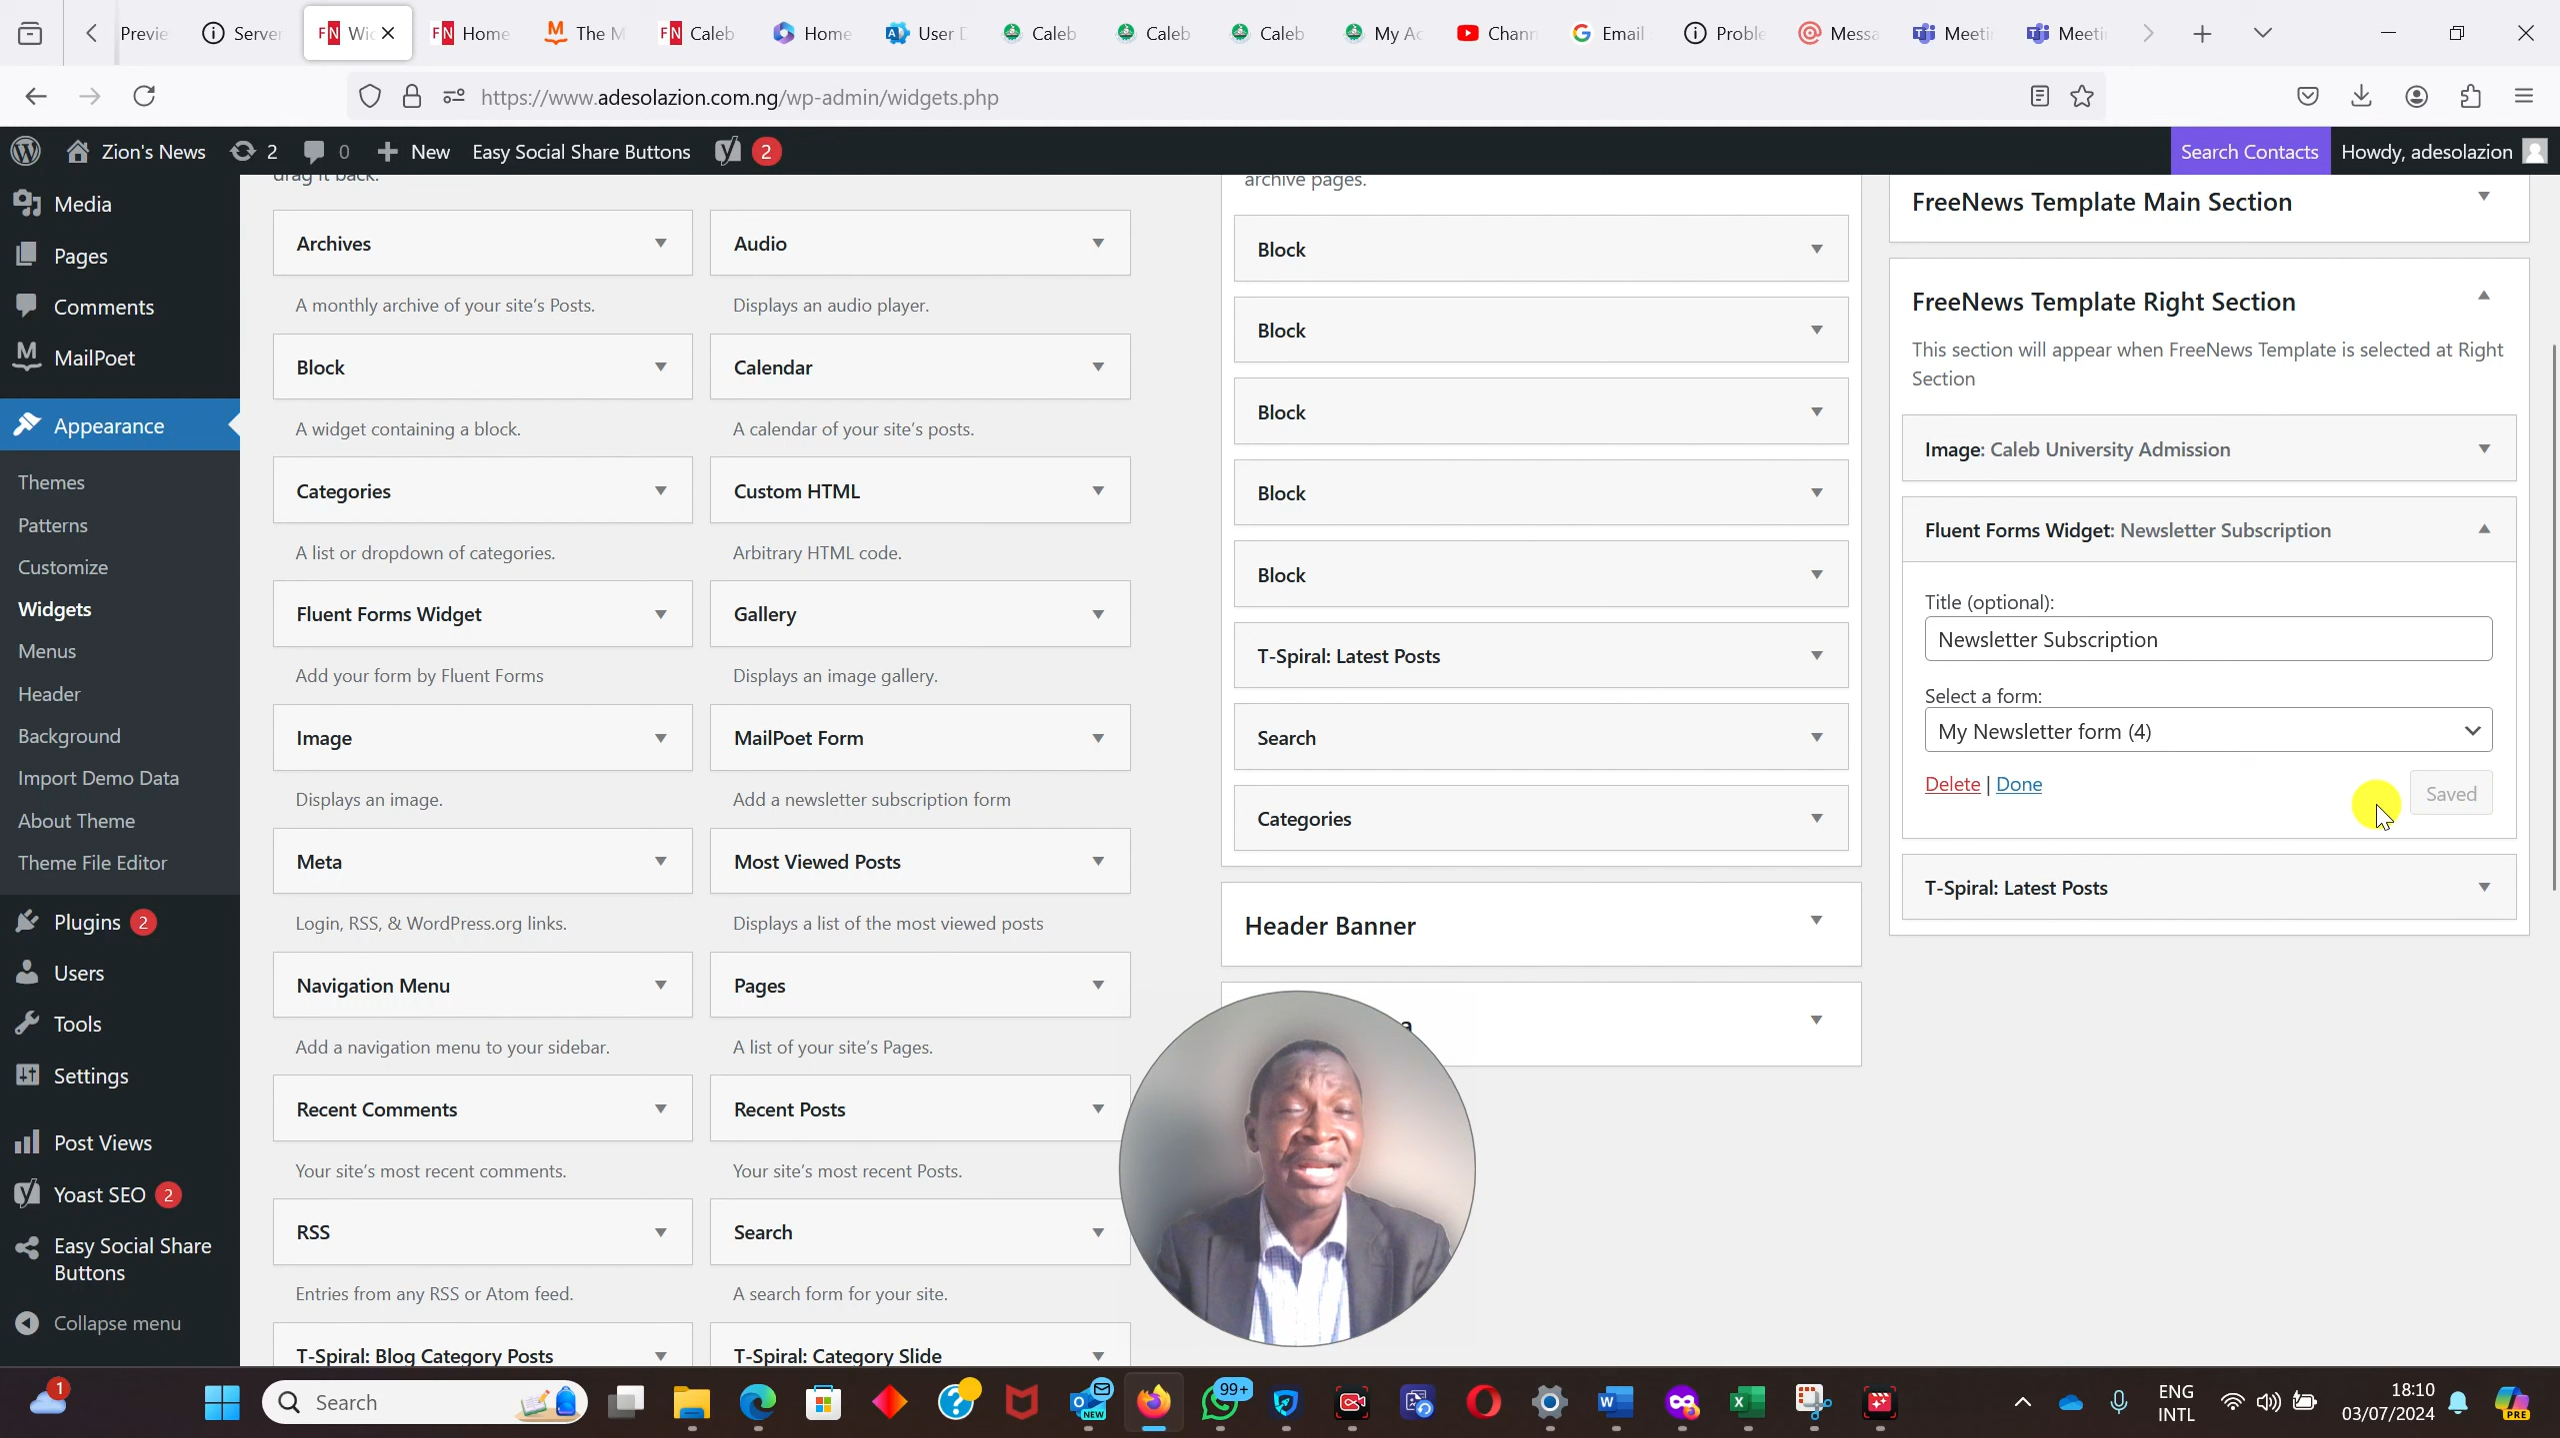 Previe
Server
Wid
Home
The M
Caleb
Home
User D
Caleb
Caleb
Caleb
My Ac
Chann
Email
Proble
Messa
Meeti
Meeti
https://www.adesolazion.com.ng/wp-admin/widgets.php
Zion's News
2
0
New
Easy Social Share Buttons
2
Search Contacts
Howdy, adesolazion
Media
Pages
Comments
MailPoet
Appearance
Themes
Patterns
Customize
Widgets
Menus
Header
Background
Import Demo Data
About Theme
Theme File Editor
Plugins 2
Users
Tools
Settings
Post Views
Yoast SEO 2
Easy Social Share
Buttons
Collapse menu
drag it back.
Archives
A monthly archive of your site's Posts.
Audio
Displays an audio player.
Block
A widget containing a block.
Calendar
A calendar of your site's posts.
Categories
A list or dropdown of categories.
Custom HTML
Arbitrary HTML code.
Fluent Forms Widget
Add your form by Fluent Forms
Gallery
Displays an image gallery.
Image
Displays an image.
MailPoet Form
Add a newsletter subscription form
Meta
Login, RSS, & WordPress.org links.
Most Viewed Posts
Displays a list of the most viewed posts
Navigation Menu
Add a navigation menu to your sidebar.
Pages
A list of your site's Pages.
Recent Comments
Your site's most recent comments.
Recent Posts
Your site's most recent Posts.
RSS
Entries from any RSS or Atom feed.
Search
A search form for your site.
T-Spiral: Blog Category Posts
T-Spiral: Category Slide
archive pages.
Block
Block
Block
Block
Block
T-Spiral: Latest Posts
Search
Categories
Header Banner
a
FreeNews Template Main Section
FreeNews Template Right Section
This section will appear when FreeNews Template is selected at Right
Section
Image: Caleb University Admission
Fluent Forms Widget: Newsletter Subscription
Title (optional):
Newsletter Subscription
Select a form:
My Newsletter form (4)
Delete | Done
Saved
T-Spiral: Latest Posts
1
Search
NEW
99+
ENG
INTL
18:10
03/07/2024
PRE